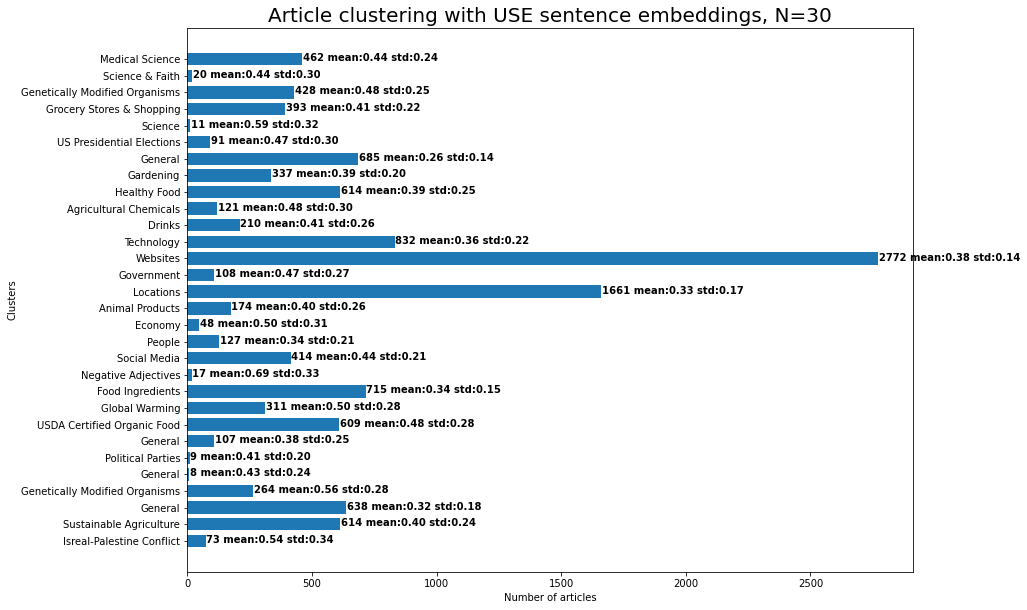 Article clustering with USE sentence embeddings, N=30
Medical Science 462 mean:0.44 std:0.24
Science & Faith 20 mean:0.44 std:0.30
Genetically Modified Organisms 428 mean:0.48 std:0.25
Grocery Stores & Shopping 393 mean:0.41 std:0.22
Science 11 mean:0.59 std:0.32
US Presidential Elections 91 mean:0.47 std:0.30
General 685 mean:0.26 std:0.14
Gardening 337 mean:0.39 std:0.20
Healthy Food 614 mean:0.39 std:0.25
Agricultural Chemicals 121 mean:0.48 std:0.30
Drinks 210 mean:0.41 std:0.26
Technology 832 mean:0.36 std:0.22
Websites 2772 mean:0.38 std:0.14
Government 108 mean:0.47 std:0.27
Locations 1661 mean:0.33 std:0.17
Animal Products 174 mean:0.40 std:0.26
Economy 48 mean:0.50 std:0.31
People 127 mean:0.34 std:0.21
Social Media 414 mean:0.44 std:0.21
Negative Adjectives 17 mean:0.69 std:0.33
Food Ingredients 715 mean:0.34 std:0.15
Global Warming 311 mean:0.50 std:0.28
USDA Certified Organic Food 609 mean:0.48 std:0.28
General 107 mean:0.38 std:0.25
Political Parties 9 mean:0.41 std:0.20
General 8 mean:0.43 std:0.24
Genetically Modified Organisms 264 mean:0.56 std:0.28
General 638 mean:0.32 std:0.18
Sustainable Agriculture 614 mean:0.40 std:0.24
Isreal-Palestine Conflict 73 mean:0.54 std:0.34
Clusters
0 500 1000 1500 2000 2500
Number of articles